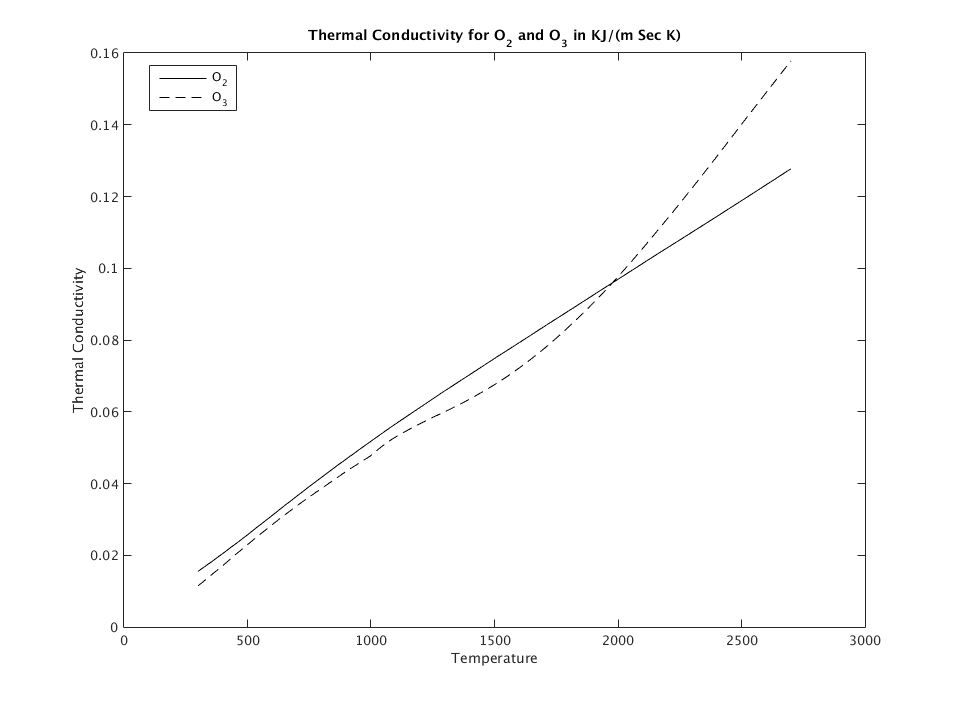 Thermal Conductivity for O₂ and O₃ in KJ/(m Sec K)
O₂
O₃
0.16
0.14
0.12
0.1
0.08
0.06
0.04
0.02
0
Thermal Conductivity
0 500 1000 1500 2000 2500 3000
Temperature